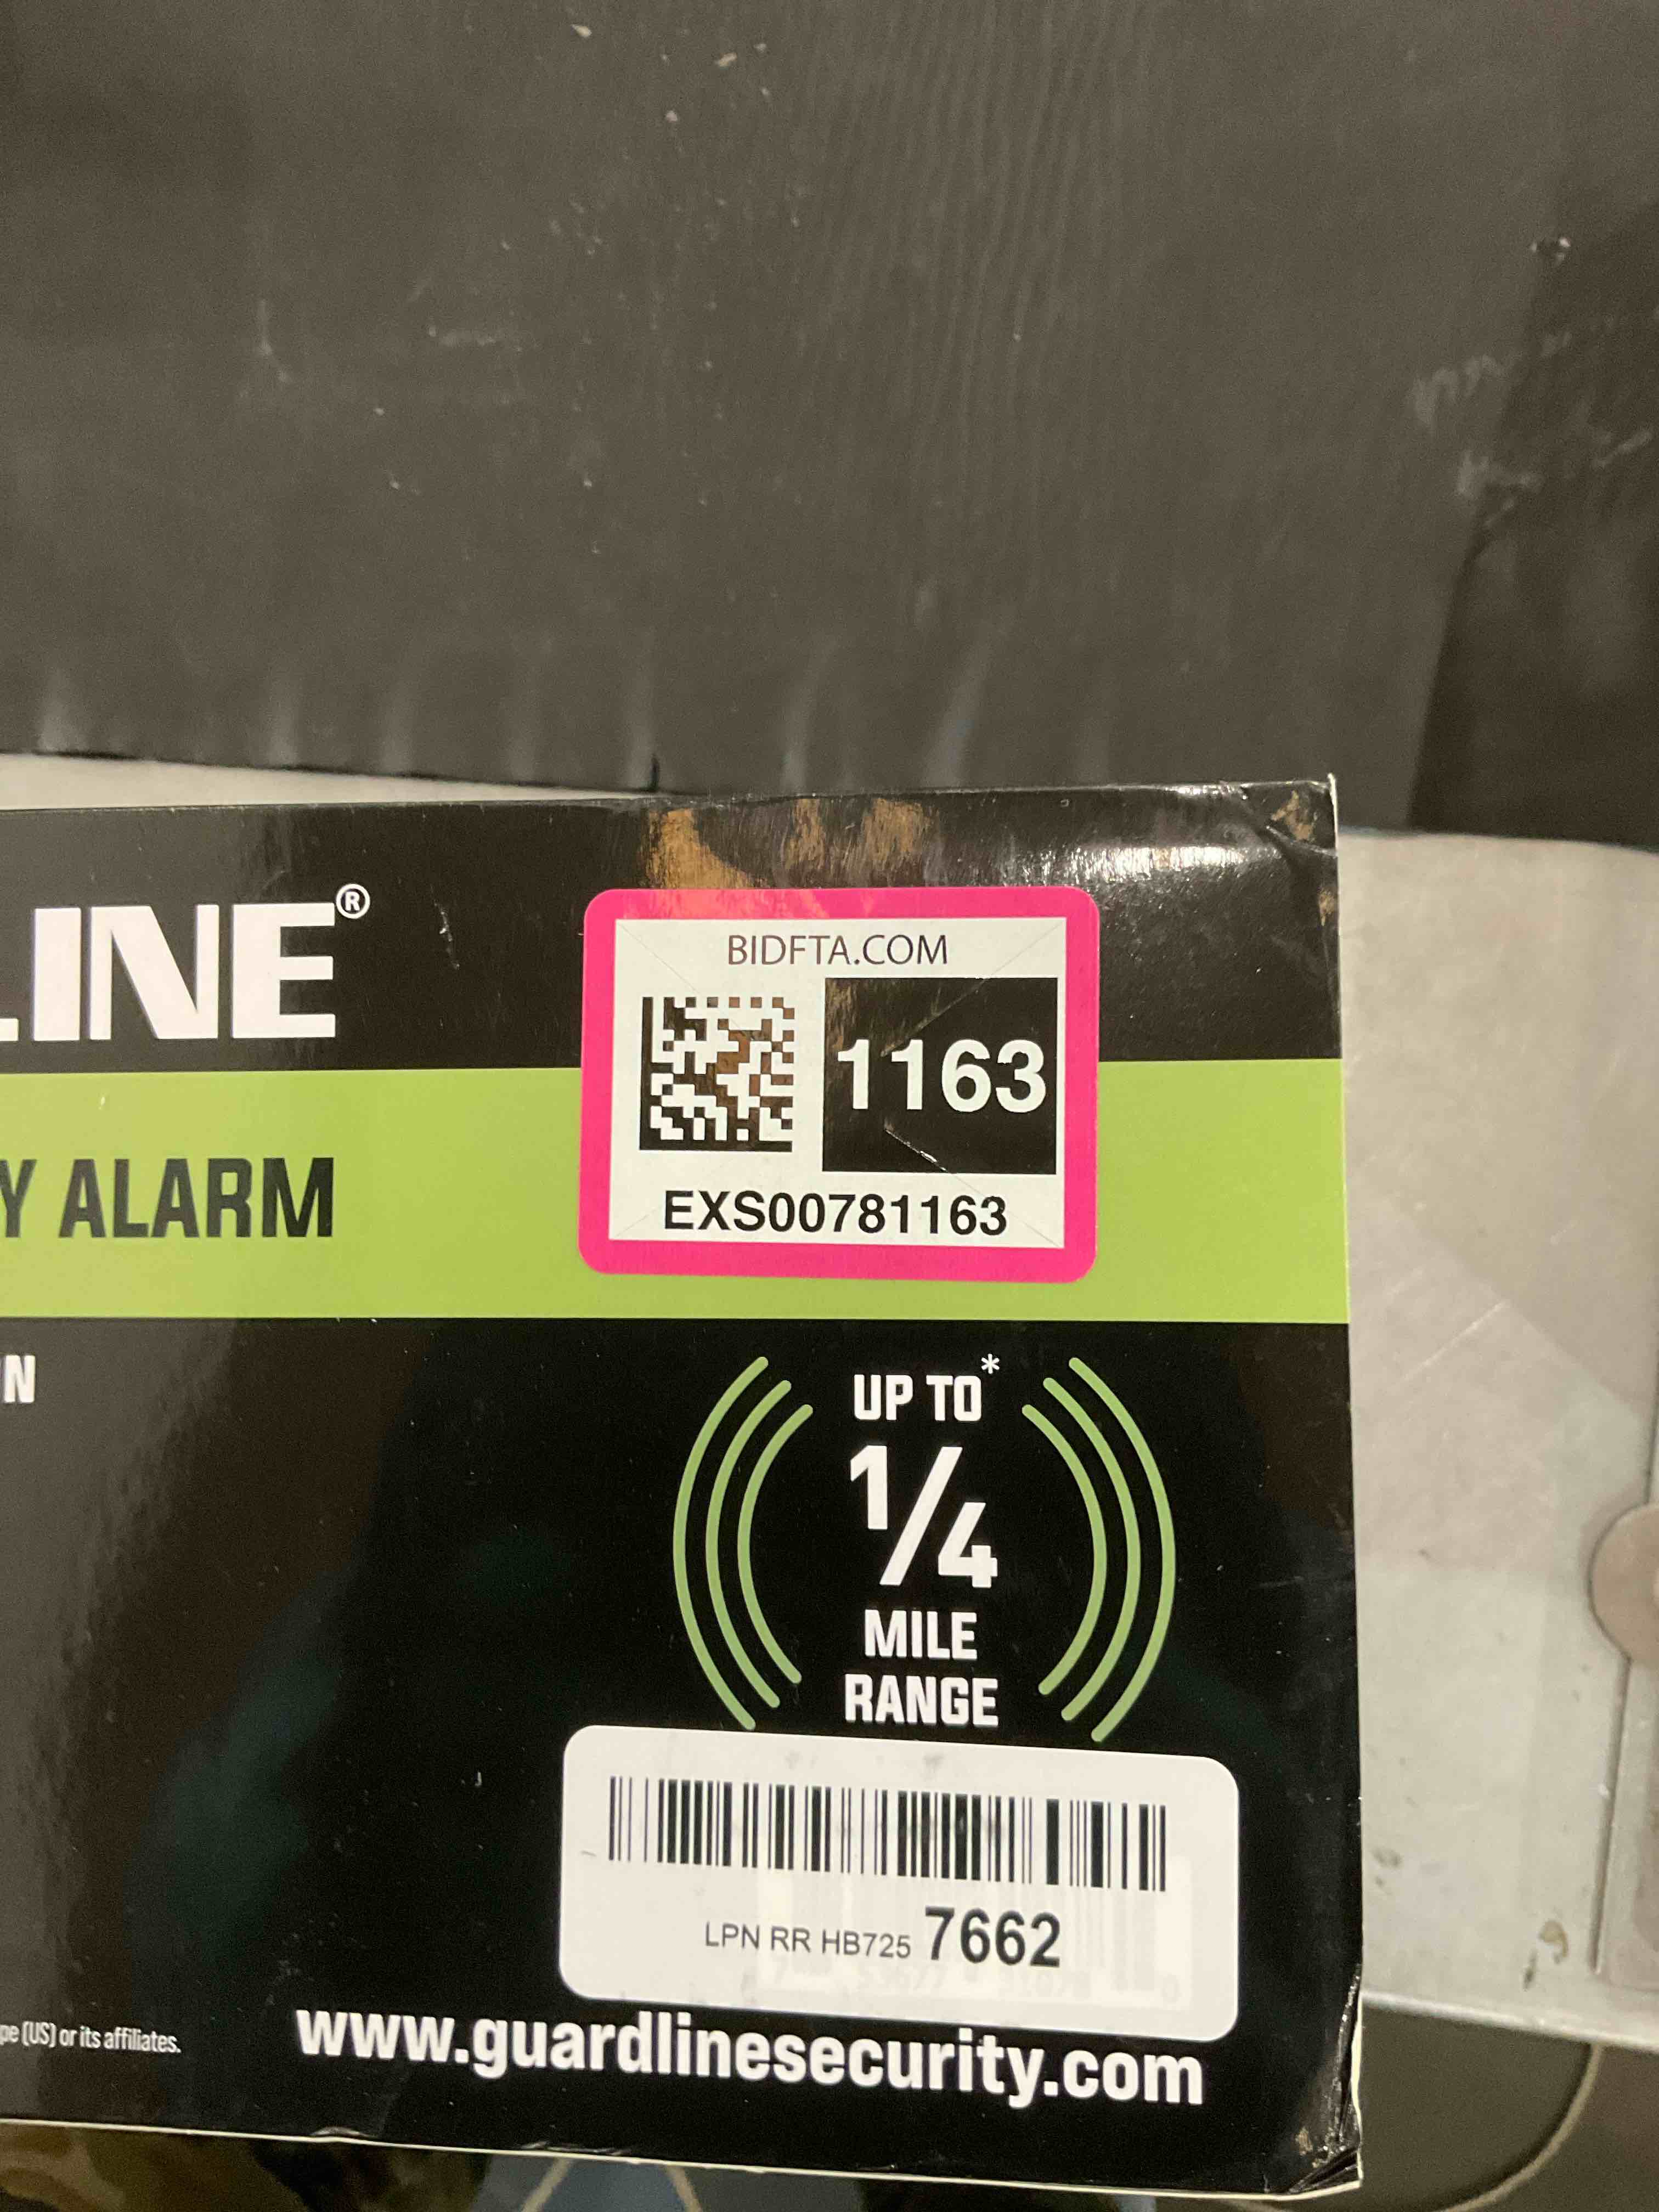 LINE®
BIDFTA.COM
1163
EXS00781163
Y ALARM
N
UP TO*
1/4
MILE
RANGE
LPN RR HB725 7662
pe (US) or its affiliates.
www.guardlinesecurity.com